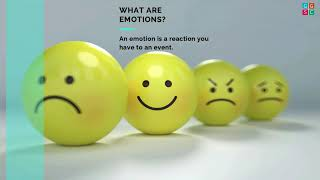 WHAT ARE
EMOTIONS?
An emotion is a reaction you
have to an event.